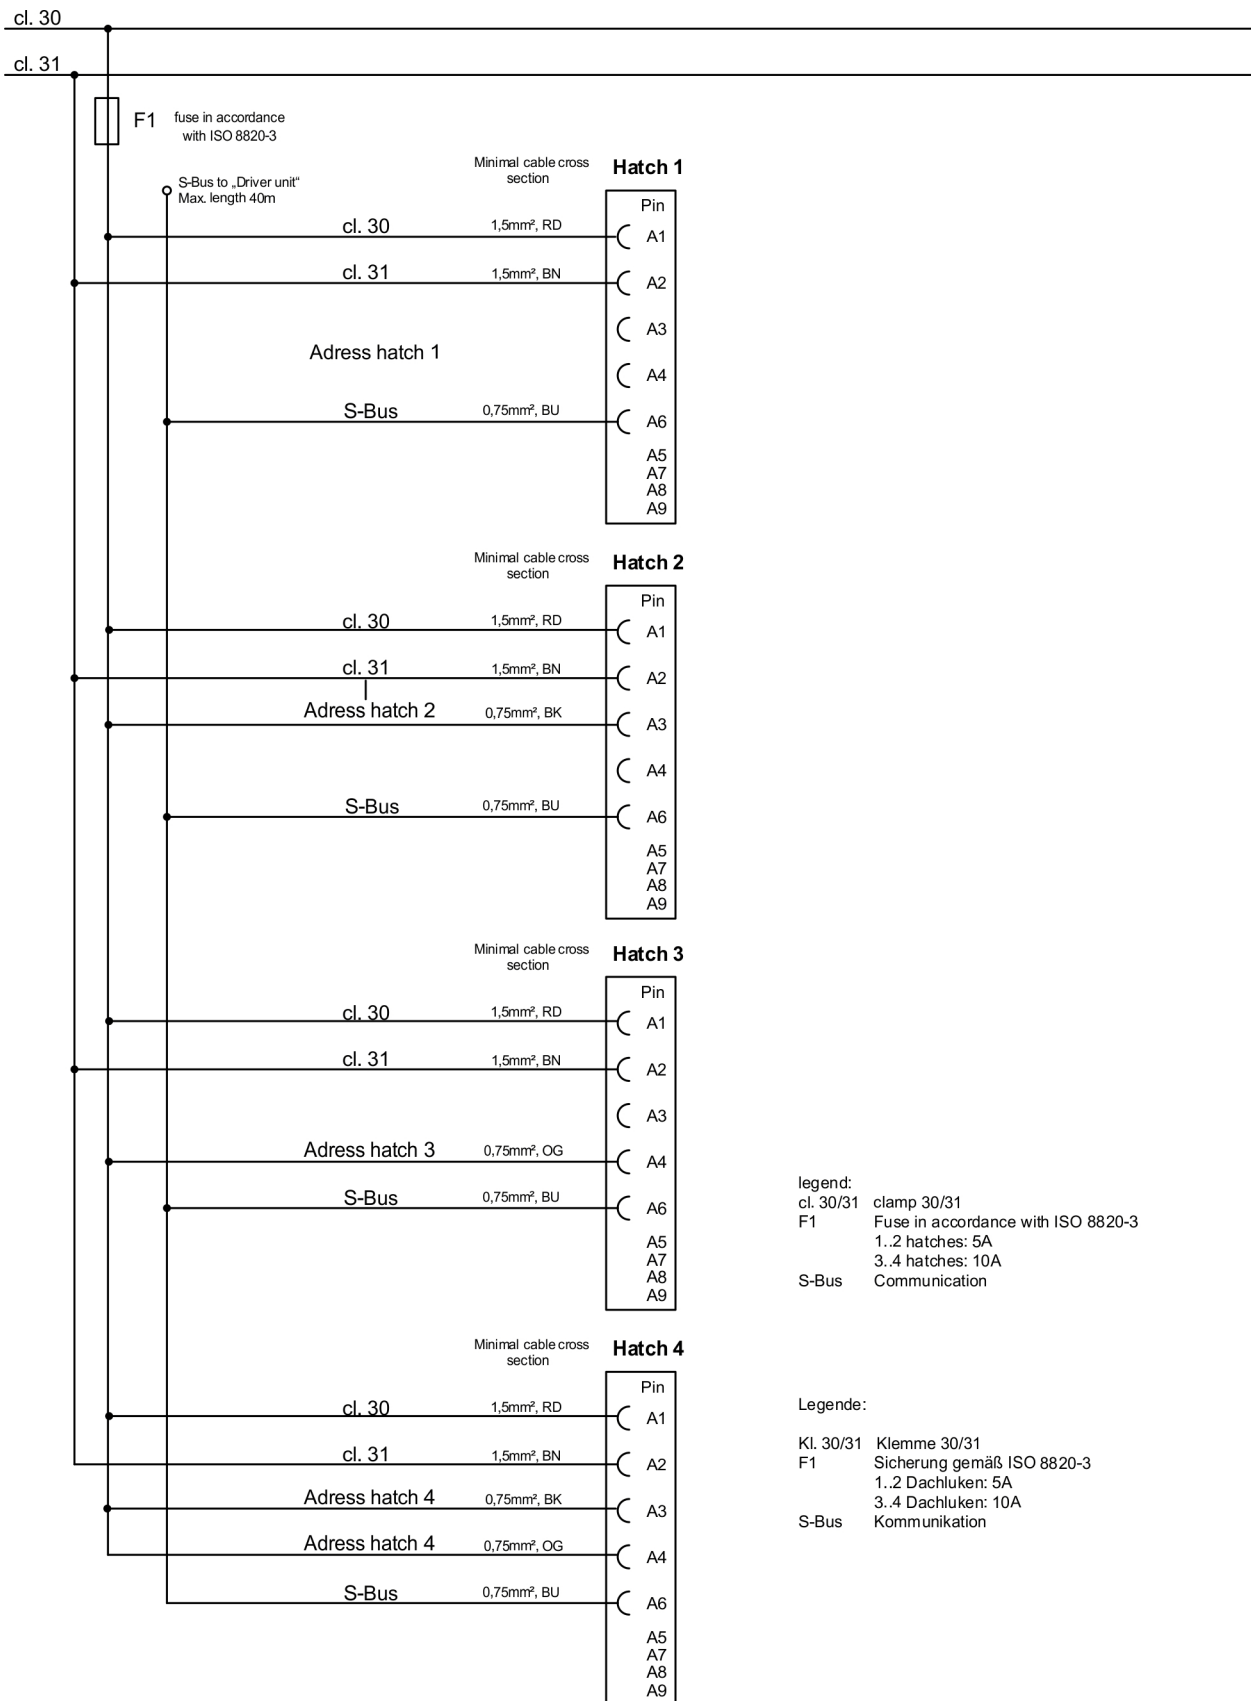 cl. 30
cl. 31
F1 fuse in accordance
with ISO 8820-3
S-Bus to „Driver unit“
Max. length 40m
Minimal cable cross
section
Hatch 1
Pin
cl. 30 1,5mm², RD A1
cl. 31 1,5mm², BN A2
A3
Adress hatch 1
A4
S-Bus 0,75mm², BU A6
A5
A7
A8
A9
Minimal cable cross
section
Hatch 2
Pin
cl. 30 1,5mm², RD A1
cl. 31 1,5mm², BN A2
Adress hatch 2 0,75mm², BK A3
A4
S-Bus 0,75mm², BU A6
A5
A7
A8
A9
Minimal cable cross
section
Hatch 3
Pin
cl. 30 1,5mm², RD A1
cl. 31 1,5mm², BN A2
A3
Adress hatch 3 0,75mm², OG A4
S-Bus 0,75mm², BU A6
A5
A7
A8
A9
Minimal cable cross
section
Hatch 4
Pin
cl. 30 1,5mm², RD A1
cl. 31 1,5mm², BN A2
Adress hatch 4 0,75mm², BK A3
Adress hatch 4 0,75mm², OG A4
S-Bus 0,75mm², BU A6
A5
A7
A8
A9
legend:
cl. 30/31 clamp 30/31
F1 Fuse in accordance with ISO 8820-3
1..2 hatches: 5A
3..4 hatches: 10A
S-Bus Communication
Legende:
Kl. 30/31 Klemme 30/31
F1 Sicherung gemäß ISO 8820-3
1..2 Dachluken: 5A
3..4 Dachluken: 10A
S-Bus Kommunikation